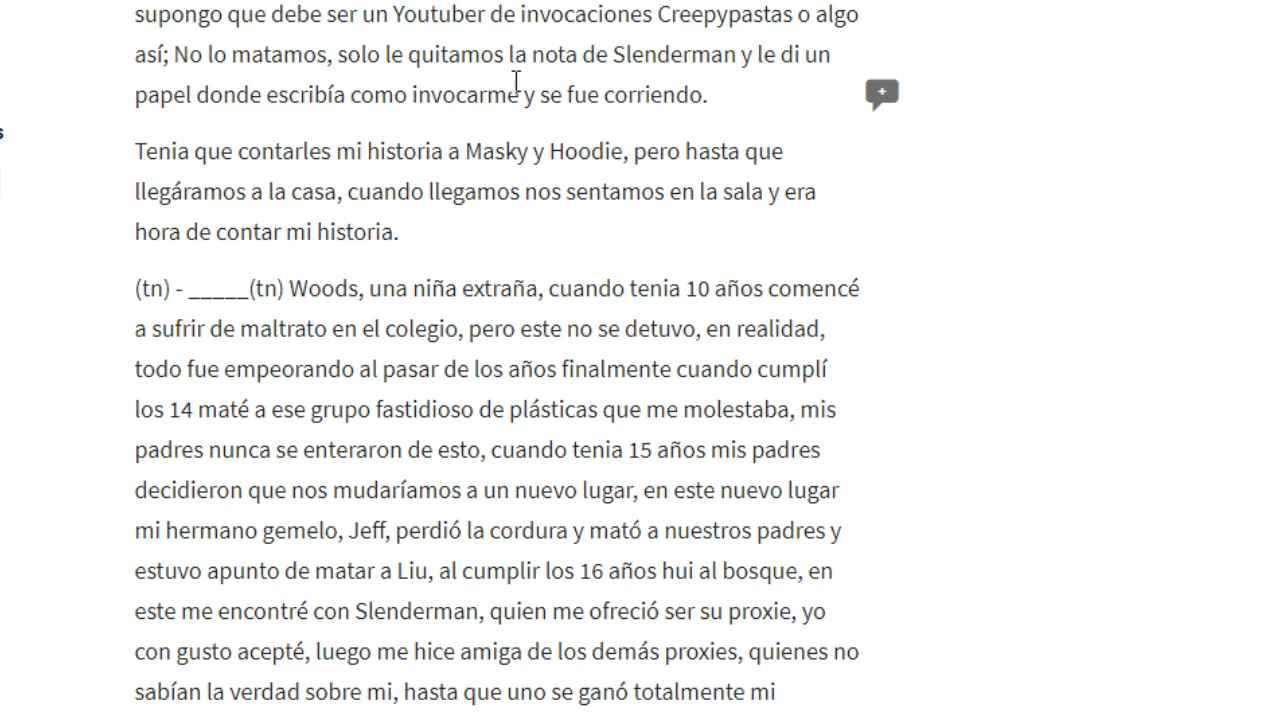 supongo que debe ser un Youtuber de invocaciones Creepypastas o algo
así; No lo matamos, solo le quitamos la nota de Slenderman y le di un
papel donde escribía como invocarme y se fue corriendo.
+
s
Tenia que contarles mi historia a Masky y Hoodie, pero hasta que
llegáramos a la casa, cuando llegamos nos sentamos en la sala y era
hora de contar mi historia.
(tn) - _____(tn) Woods, una niña extraña, cuando tenia 10 años comencé
a sufrir de maltrato en el colegio, pero este no se detuvo, en realidad,
todo fue empeorando al pasar de los años finalmente cuando cumplí
los 14 maté a ese grupo fastidioso de plásticas que me molestaba, mis
padres nunca se enteraron de esto, cuando tenia 15 años mis padres
decidieron que nos mudaríamos a un nuevo lugar, en este nuevo lugar
mi hermano gemelo, Jeff, perdió la cordura y mató a nuestros padres y
estuvo apunto de matar a Liu, al cumplir los 16 años hui al bosque, en
este me encontré con Slenderman, quien me ofreció ser su proxie, yo
con gusto acepté, luego me hice amiga de los demás proxies, quienes no
sabían la verdad sobre mi, hasta que uno se ganó totalmente mi